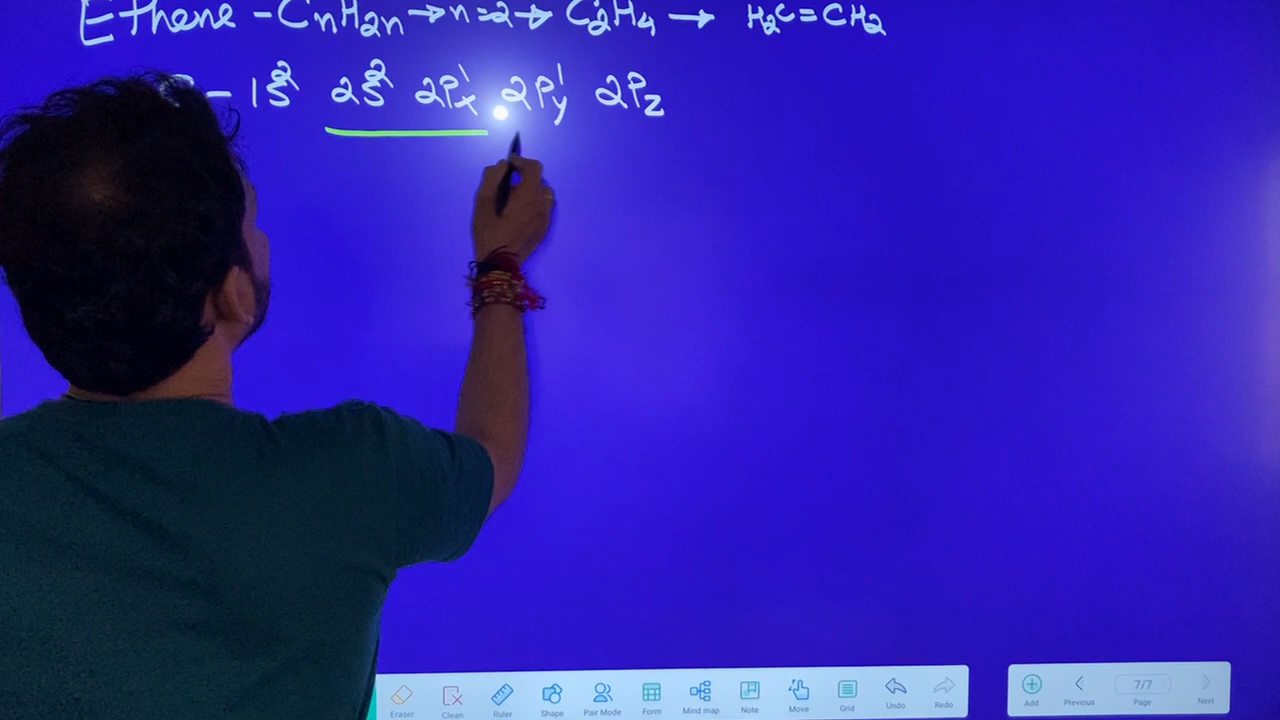 Ethene - CnH2n → n=2 → C2H4 → H2C=CH2
- 1s² 2s² 2Px¹ 2Py¹ 2Pz
Eraser Clean Ruler Shape Pair Mode Form Mind map Note Move Grid Undo Redo Add Previous 7/7 Page Next